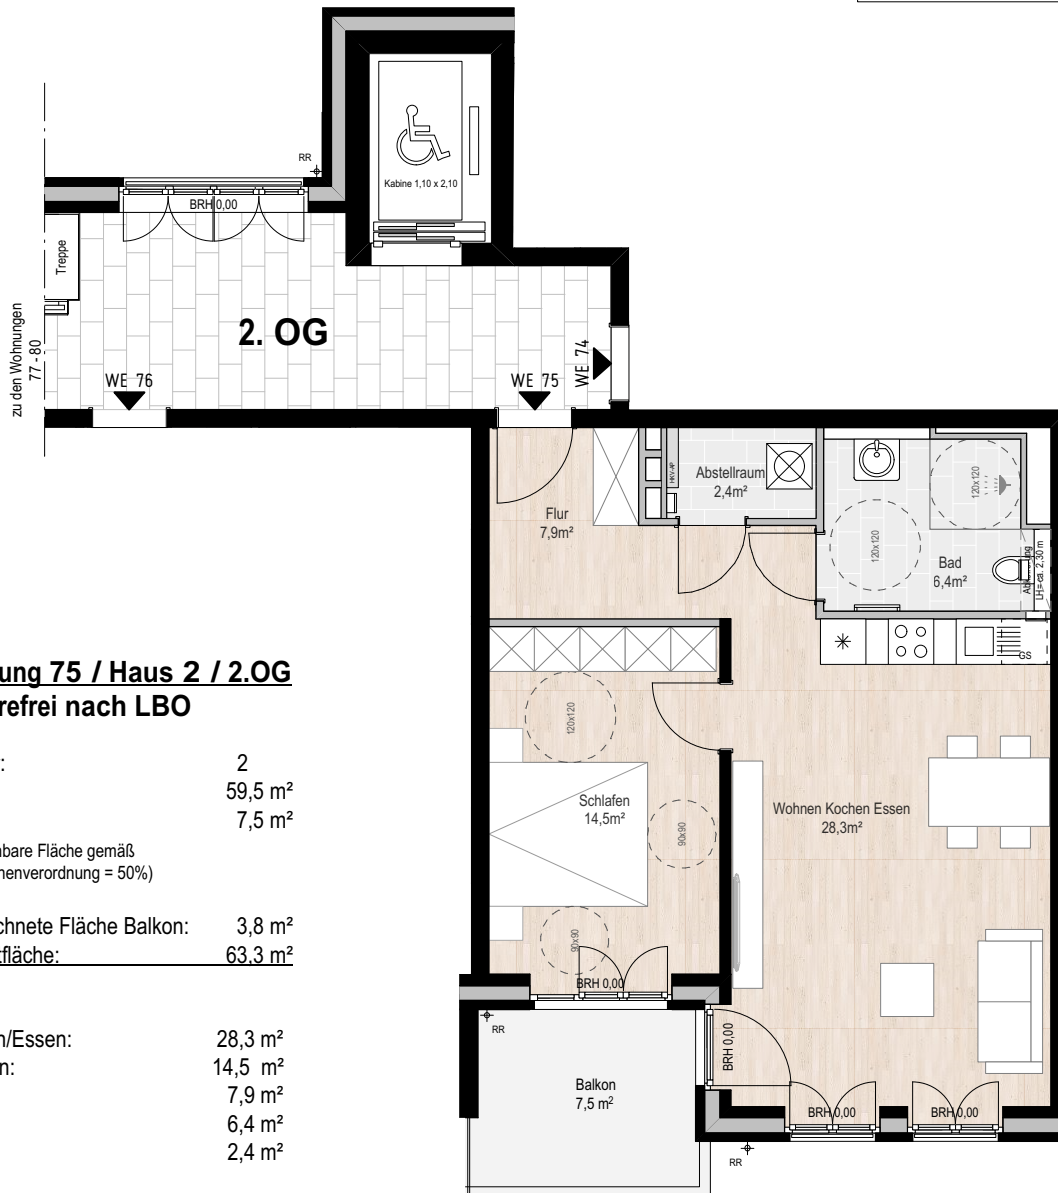 RR
Kabine 1,10 x 2,10
BRH 0,00
Treppe
zu den Wohnungen
77 - 80
2. OG
WE 76
WE 75
WE 74
Abstellraum
2,4m²
HKV-AP
Flur
7,9m²
120x120
120x120
Bad
6,4m²
LH= ca. 2,30 m
GS
ung 75 / Haus 2 / 2.OG
refrei nach LBO
: 2
59,5 m²
7,5 m²
nbare Fläche gemäß
henverordnung = 50%)
chnete Fläche Balkon: 3,8 m²
tfläche: 63,3 m²
n/Essen: 28,3 m²
n: 14,5 m²
7,9 m²
6,4 m²
2,4 m²
120x120
Schlafen
14,5m²
90x90
90x90
BRH 0,00
Wohnen Kochen Essen
28,3m²
RR
BRH 0,00
Balkon
7,5 m²
BRH 0,00
BRH 0,00
RR